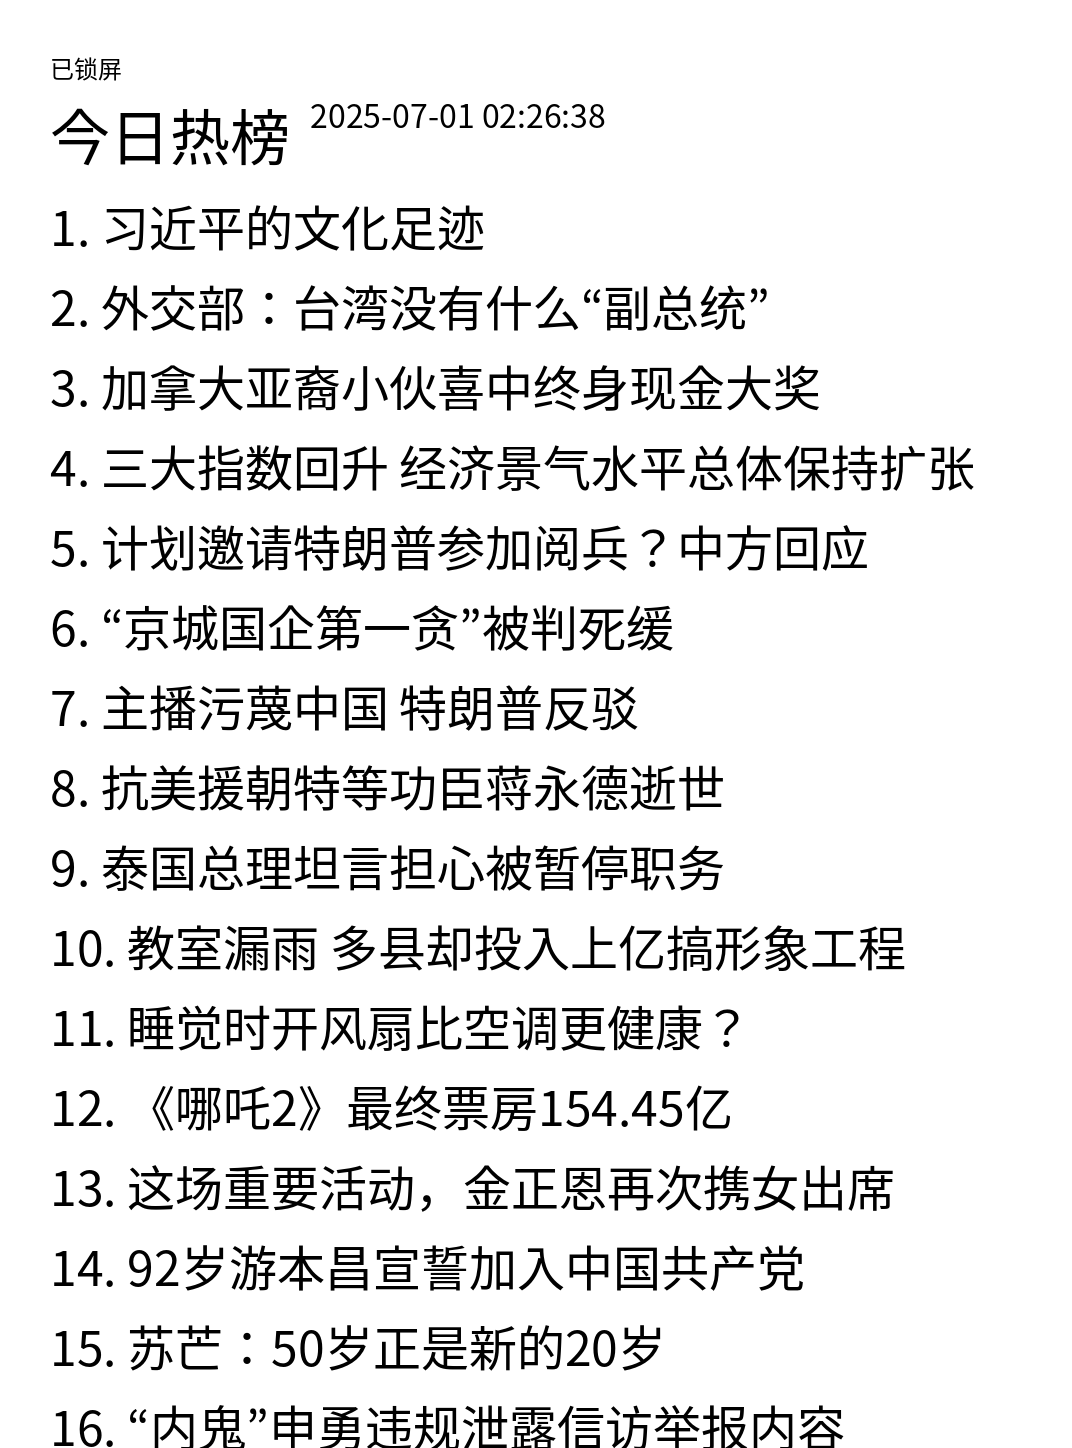 已锁屏
今日热榜 2025-07-01 02:26:38
1. 习近平的文化足迹
2. 外交部：台湾没有什么“副总统”
3. 加拿大亚裔小伙喜中终身现金大奖
4. 三大指数回升 经济景气水平总体保持扩张
5. 计划邀请特朗普参加阅兵？中方回应
6. “京城国企第一贪”被判死缓
7. 主播污蔑中国 特朗普反驳
8. 抗美援朝特等功臣蒋永德逝世
9. 泰国总理坦言担心被暂停职务
10. 教室漏雨 多县却投入上亿搞形象工程
11. 睡觉时开风扇比空调更健康？
12. 《哪吒2》最终票房154.45亿
13. 这场重要活动，金正恩再次携女出席
14. 92岁游本昌宣誓加入中国共产党
15. 苏芒：50岁正是新的20岁
16. “内鬼”申勇违规泄露信访举报内容